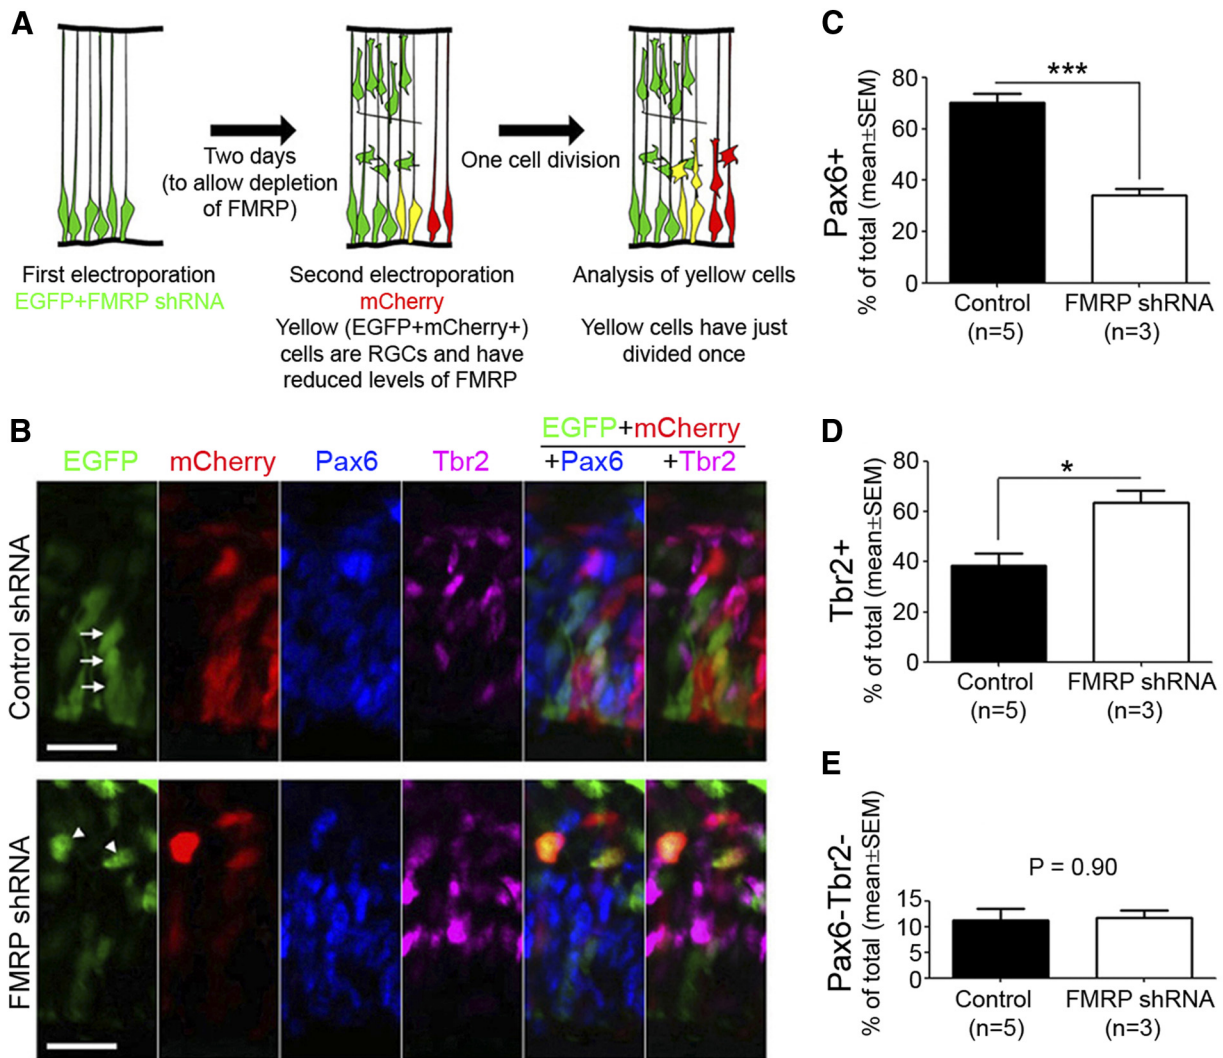 A
Two days
(to allow depletion
of FMRP)
One cell division
First electroporation
EGFP+FMRP shRNA
Second electroporation
mCherry
Yellow (EGFP+mCherry+)
cells are RGCs and have
reduced levels of FMRP
Analysis of yellow cells
Yellow cells have just
divided once
B
EGFP
mCherry
Pax6
Tbr2
EGFP+mCherry
+Pax6
+Tbr2
Control shRNA
FMRP shRNA
C
Pax6+
% of total (mean±SEM)
80
60
40
20
0
***
Control
(n=5)
FMRP shRNA
(n=3)
D
Tbr2+
% of total (mean±SEM)
80
60
40
20
0
*
Control
(n=5)
FMRP shRNA
(n=3)
E
Pax6-Tbr2-
% of total (mean±SEM)
P = 0.90
15
10
5
0
Control
(n=5)
FMRP shRNA
(n=3)